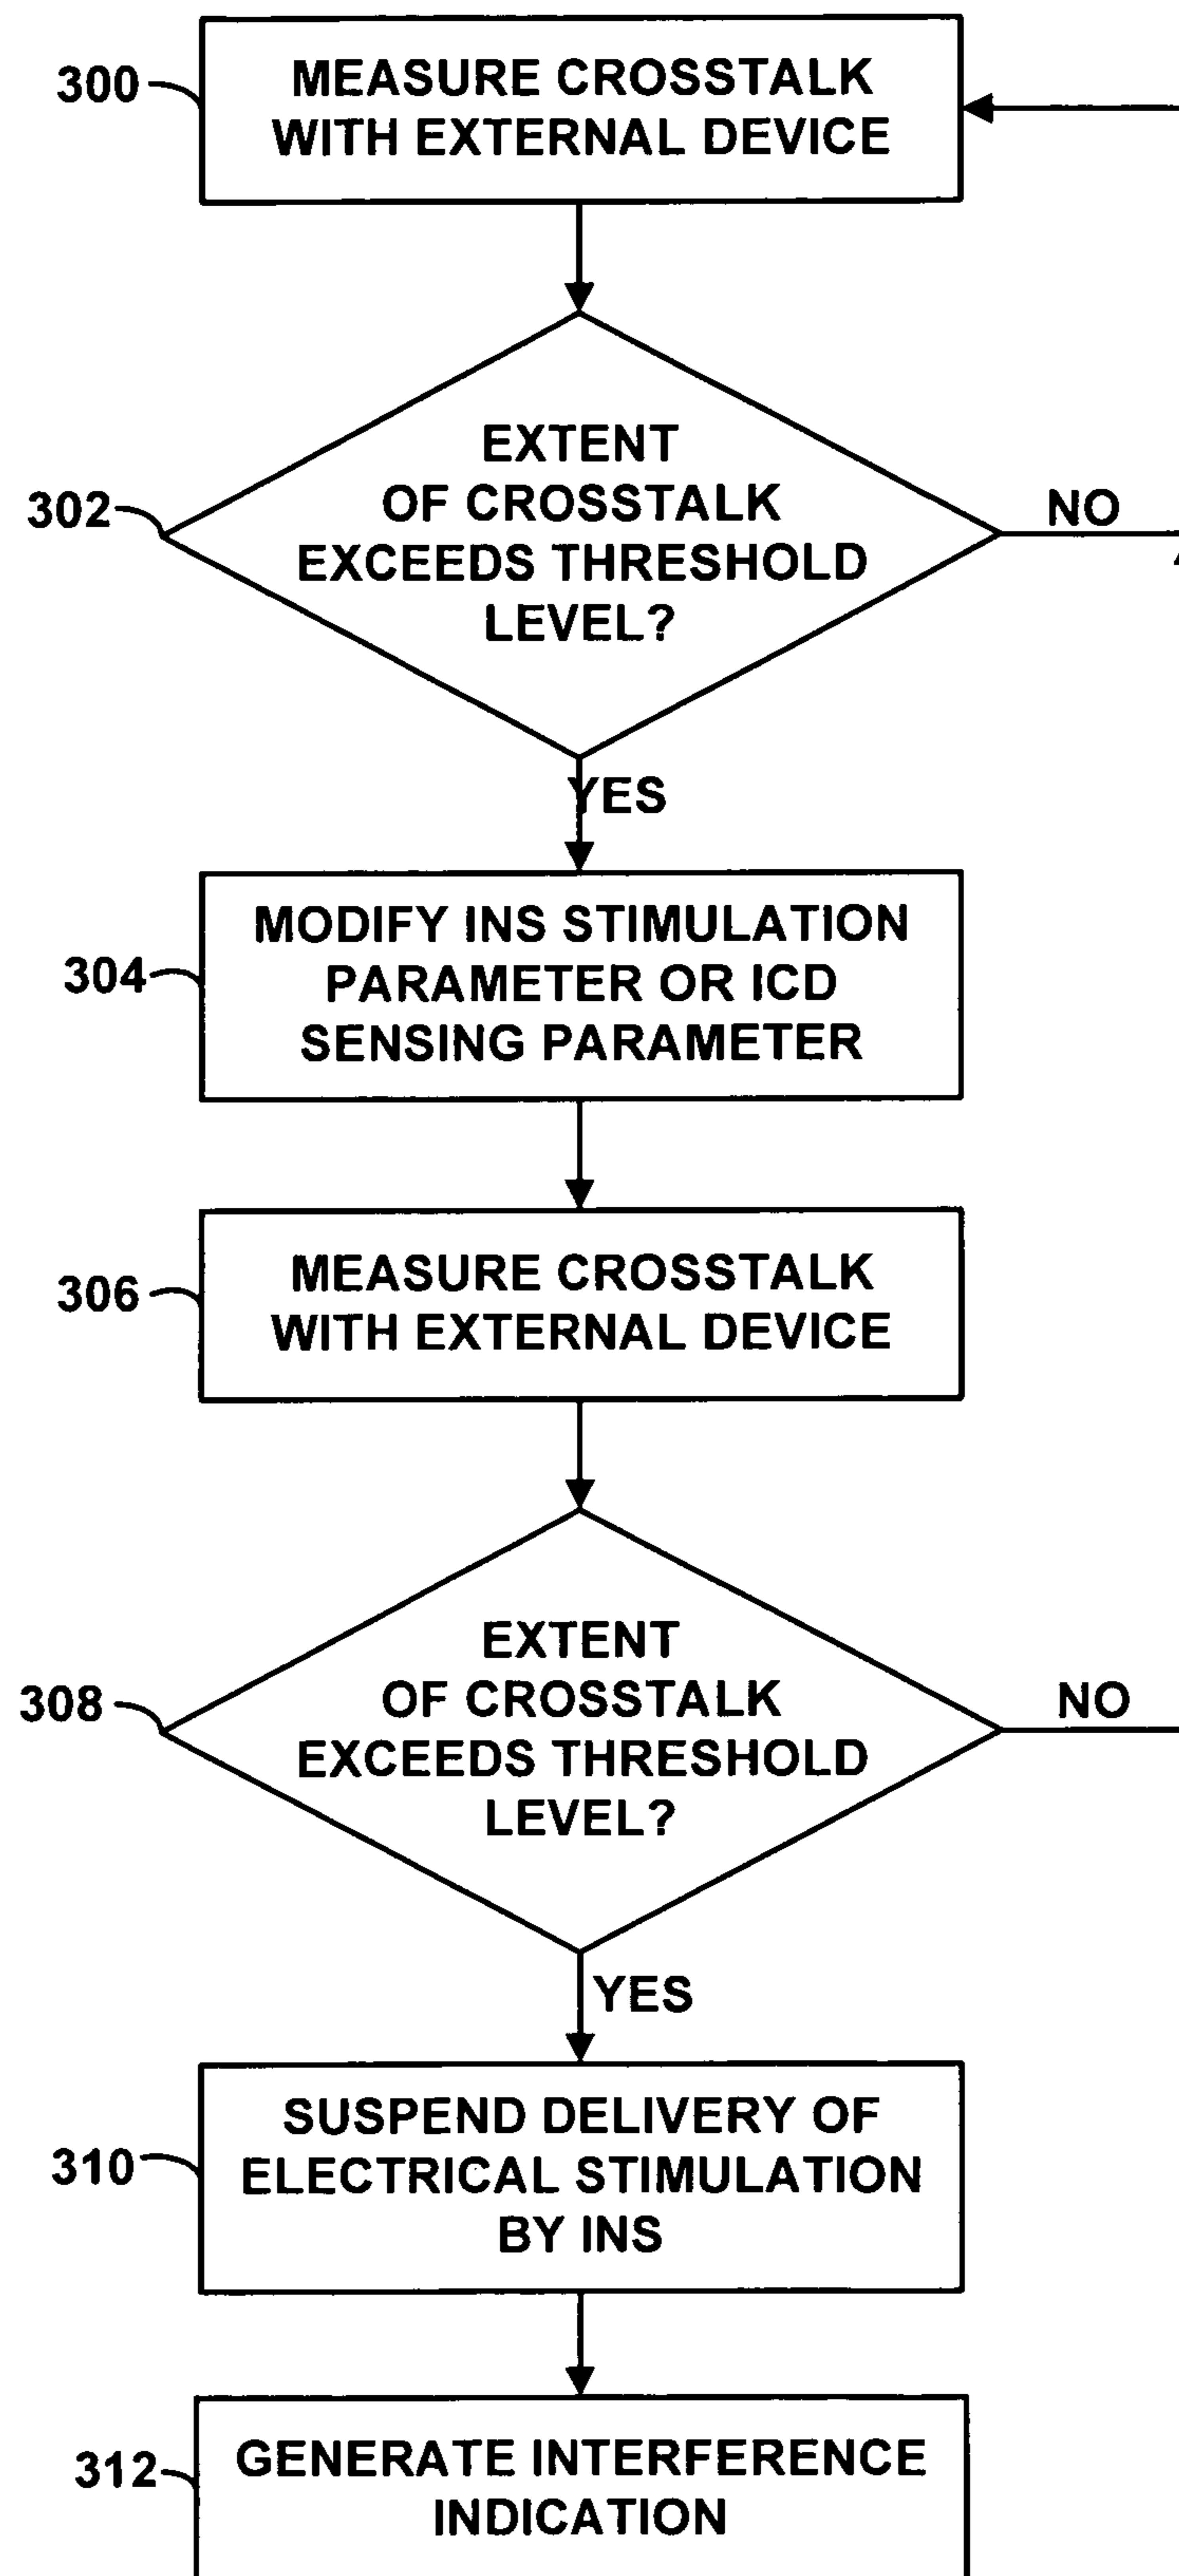 300
MEASURE CROSSTALK
WITH EXTERNAL DEVICE
302
EXTENT
OF CROSSTALK
EXCEEDS THRESHOLD
LEVEL?
NO
YES
304
MODIFY INS STIMULATION
PARAMETER OR ICD
SENSING PARAMETER
306
MEASURE CROSSTALK
WITH EXTERNAL DEVICE
308
EXTENT
OF CROSSTALK
EXCEEDS THRESHOLD
LEVEL?
NO
YES
310
SUSPEND DELIVERY OF
ELECTRICAL STIMULATION
BY INS
312
GENERATE INTERFERENCE
INDICATION